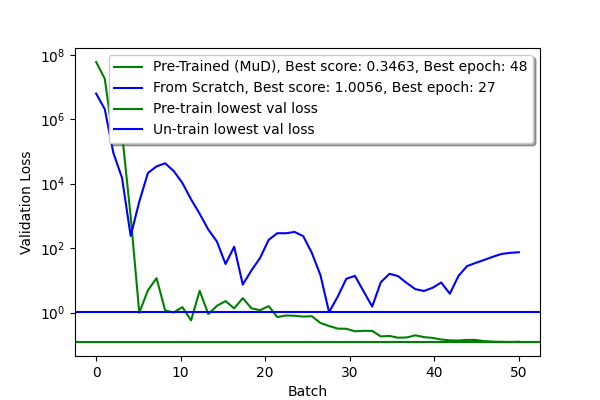 10^8
Pre-Trained (MuD), Best score: 0.3463, Best epoch: 48
From Scratch, Best score: 1.0056, Best epoch: 27
Pre-train lowest val loss
Un-train lowest val loss
10^6
10^4
10^2
10^0
Validation Loss
0 10 20 30 40 50
Batch